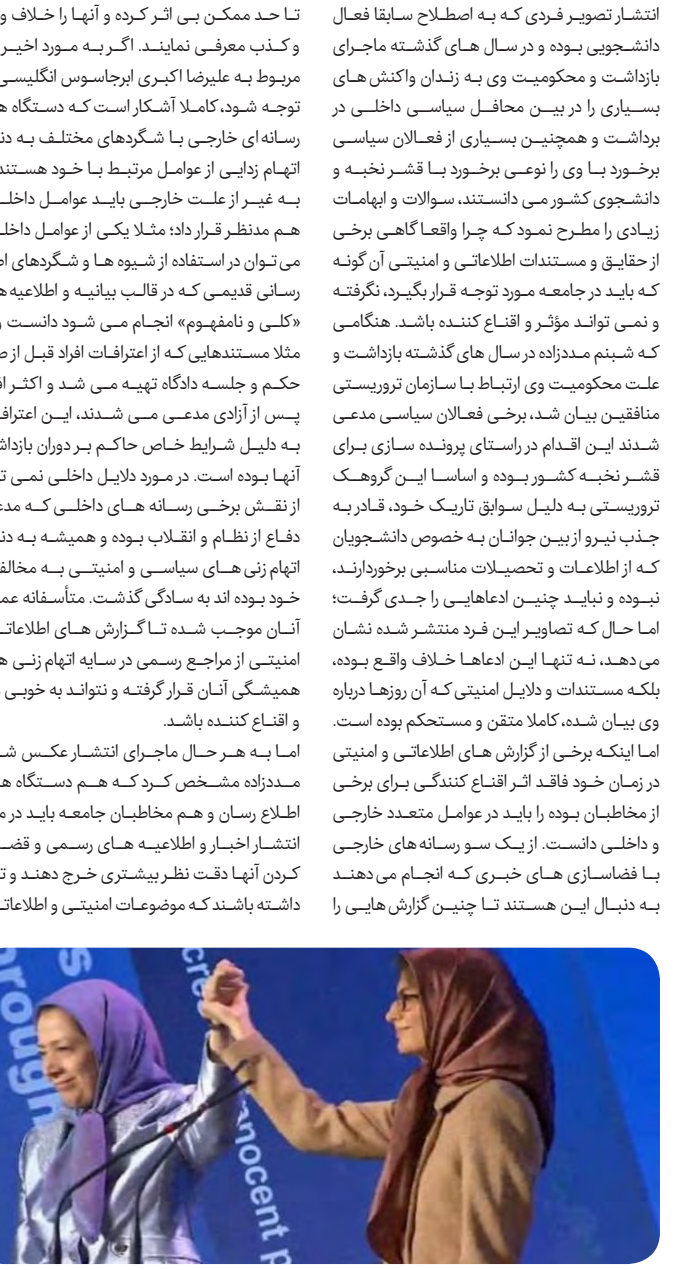 انتشار تصویر فردی که به اصطلاح سابقا فعال
دانشجویی بوده و در سال های گذشته ماجرای
بازداشت و محکومیت وی به زندان واکنش های
بسیاری را در بین محافل سیاسی داخلی در
برداشت و همچنین بسیاری از فعالان سیاسی
برخورد با وی را نوعی برخورد با قشر نخبه و
دانشجوی کشور می دانستند، سوالات و ابهامات
زیادی را مطرح نمود که چرا واقعا گاهی برخی
از حقایق و مستندات اطلاعاتی و امنیتی آن گونه
که باید در جامعه مورد توجه قرار بگیرد، نگرفته
و نمی تواند مؤثر و اقناع کننده باشد. هنگامی
که شبنم مددزاده در سال های گذشته بازداشت و
علت محکومیت وی ارتباط با سازمان تروریستی
منافقین بیان شد، برخی فعالان سیاسی مدعی
شدند این اقدام در راستای پرونده سازی برای
قشر نخبه کشور بوده و اساسا این گروهک
تروریستی به دلیل سوابق تاریک خود، قادر به
جذب نیرو از بین جوانان به خصوص دانشجویان
که از اطلاعات و تحصیلات مناسبی برخوردارند،
نبوده و نباید چنین ادعاهایی را جدی گرفت؛
اما حال که تصاویر این فرد منتشر شده نشان
می دهد، نه تنها این ادعاها خلاف واقع بوده،
بلکه مستندات و دلایل امنیتی که آن روزها درباره
وی بیان شده، کاملا متقن و مستحکم بوده است.
اما اینکه برخی از گزارش های اطلاعاتی و امنیتی
در زمان خود فاقد اثر اقناع کنندگی برای برخی
از مخاطبان بوده را باید در عوامل متعدد خارجی
و داخلی دانست. از یک سو رسانه های خارجی
با فضاسازی های خبری که انجام می دهند
به دنبال این هستند تا چنین گزارش هایی را
تا حد ممکن بی اثر کرده و آنها را خلاف و
و کذب معرفی نمایند. اگر به مورد اخیر
مربوط به علیرضا اکبری ابرجاسوس انگلیسی
توجه شود، کاملا آشکار است که دستگاه
رسانه ای خارجی با شگردهای مختلف به
اتهام زدایی از عوامل مرتبط با خود هستند
به غیر از علت خارجی باید عوامل
هم مدنظر قرار داد؛ مثلا یکی از عوامل
می توان در استفاده از شیوه ها و شگردهای
رسانی قدیمی که در قالب بیانیه و اطلاعیه
«کلی و نامفهوم» انجام می شود دانست
مثلا مستندهایی که از اعترافات افراد قبل از
حکم و جلسه دادگاه تهیه می شد و اکثر
پس از آزادی مدعی می شدند، این
به دلیل شرایط خاص حاکم بر دوران
آنها بوده است. در مورد دلایل داخلی نمی
از نقش برخی رسانه های داخلی که
دفاع از نظام و انقلاب بوده و همیشه به
اتهام زنی های سیاسی و امنیتی به
خود بوده اند به سادگی گذشت. متأسفانه
آنان موجب شده تا گزارش های
امنیتی از مراجع رسمی در سایه اتهام زنی
همیشگی آنان قرار گرفته و نتواند به خوبی
و اقناع کننده باشد.
اما به هر حال ماجرای انتشار عکس
مددزاده مشخص کرد که هم دستگاه
اطلاع رسان و هم مخاطبان جامعه باید در
انتشار اخبار و اطلاعیه های رسمی و
کردن آنها دقت نظر بیشتری خرج دهند و
داشته باشند که موضوعات امنیتی و
nocent p